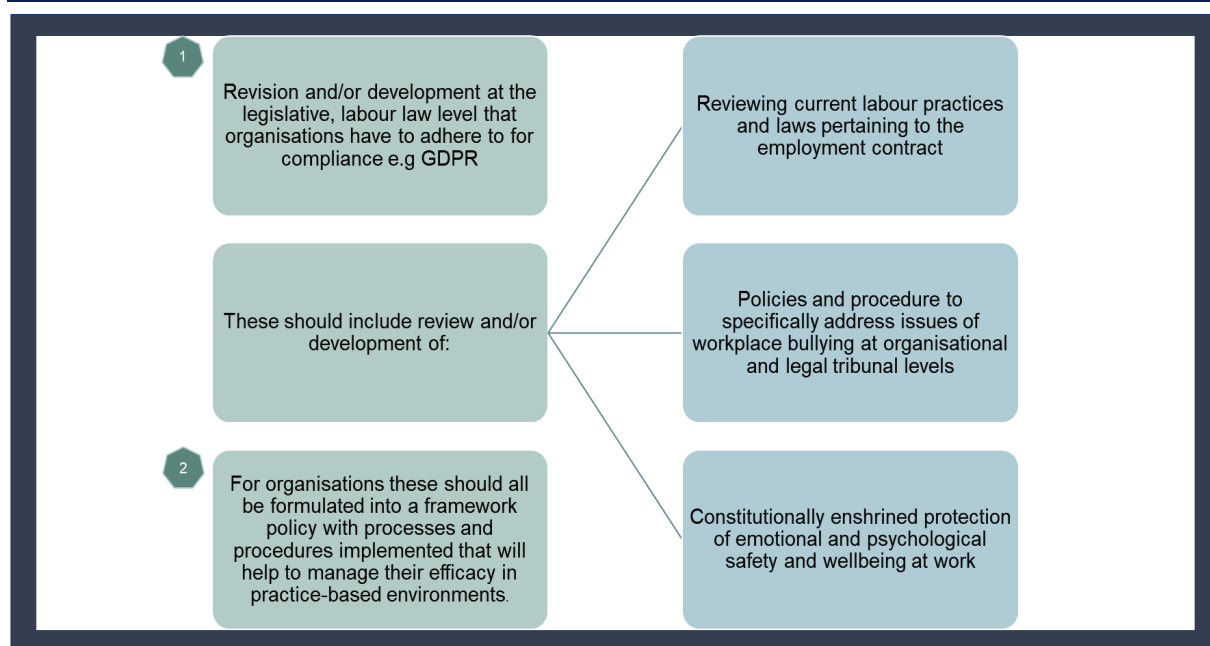 1
Revision and/or development at the
legislative, labour law level that
organisations have to adhere to for
compliance e.g GDPR
Reviewing current labour practices
and laws pertaining to the
employment contract
These should include review and/or
development of:
Policies and procedure to
specifically address issues of
workplace bullying at organisational
and legal tribunal levels
2
For organisations these should all
be formulated into a framework
policy with processes and
procedures implemented that will
help to manage their efficacy in
practice-based environments.
Constitutionally enshrined protection
of emotional and psychological
safety and wellbeing at work